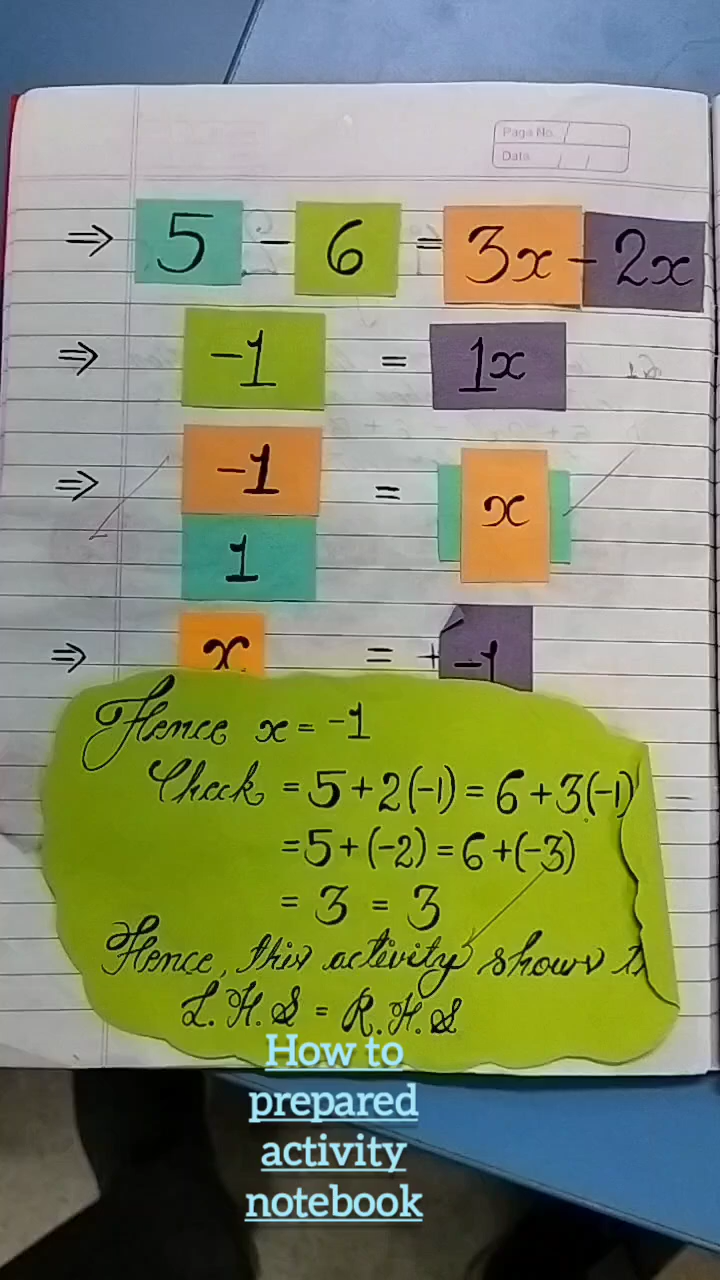 Page No.
Date
⇒ 5 - 6 = 3x - 2x
⇒ -1 = 1x
⇒ -1 = x
1
⇒ x = + -1
Hence x = -1
Check = 5 + 2(-1) = 6 + 3(-1)
= 5 + (-2) = 6 + (-3)
= 3 = 3
Hence, this activity shows
L.H.S = R.H.S
How to
prepared
activity
notebook